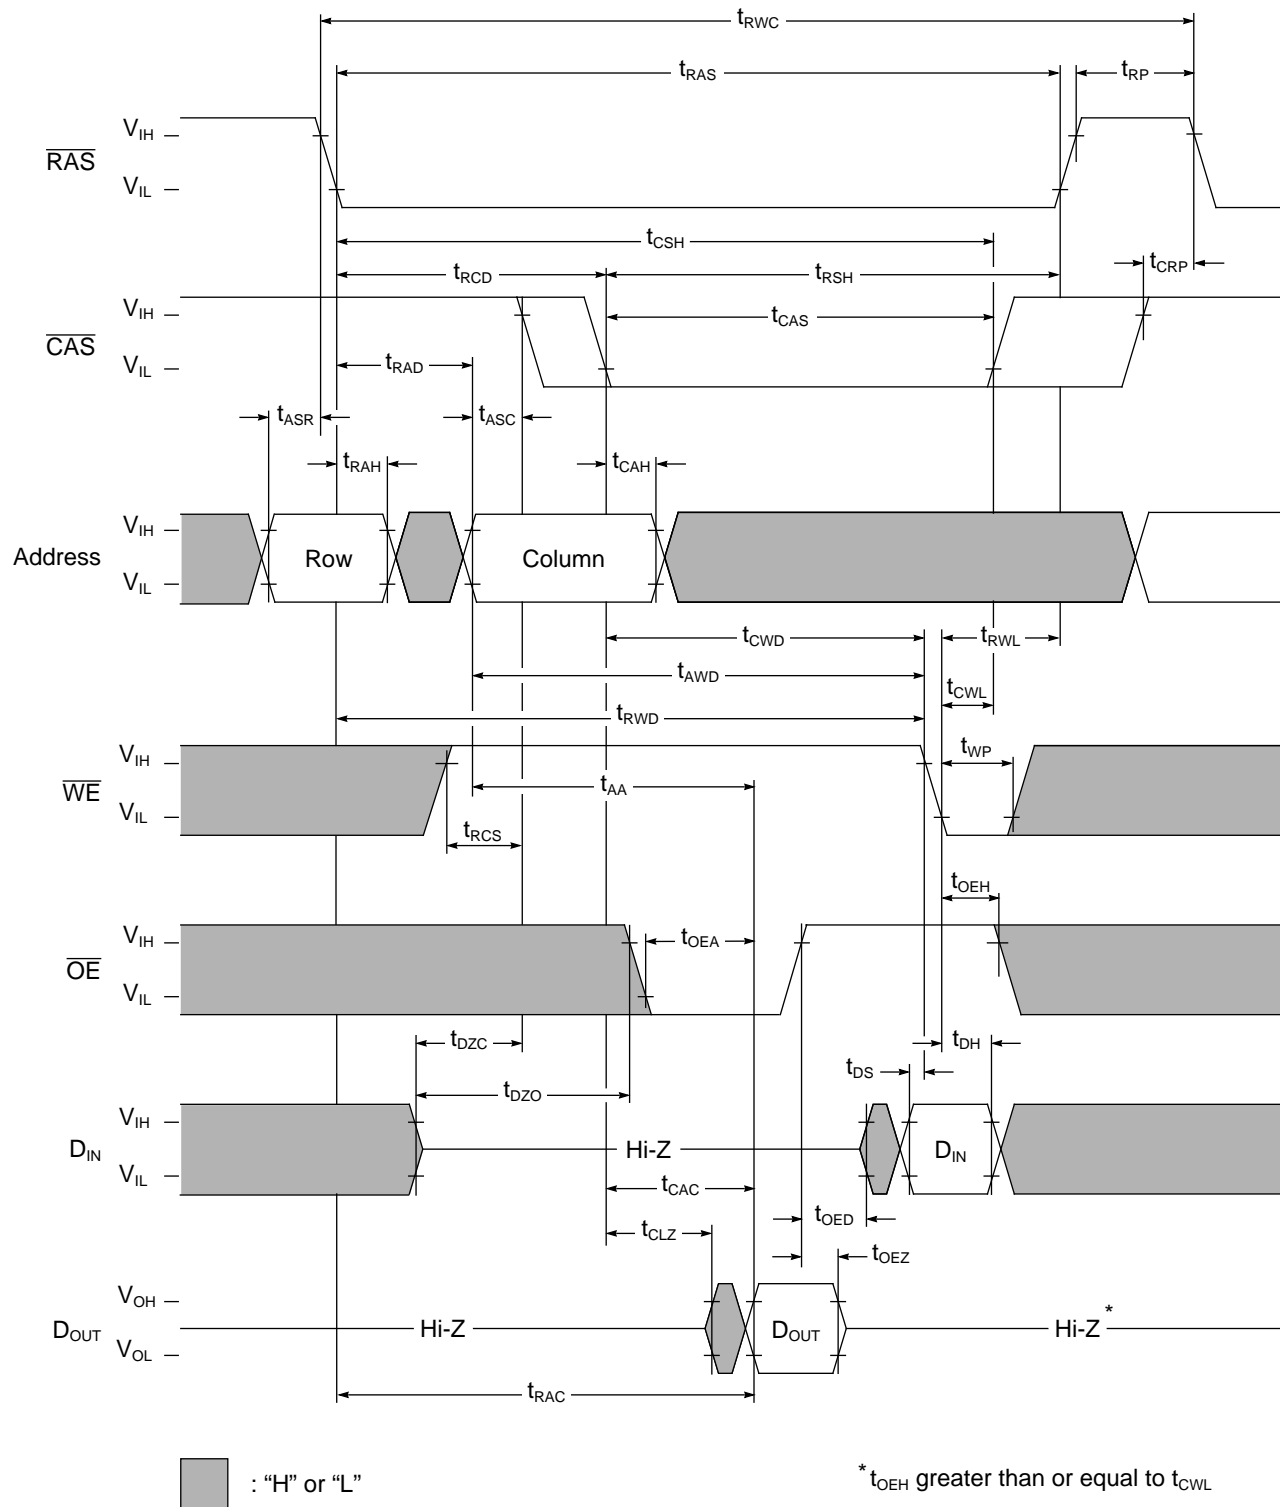 tRWC
tRAS
tRP
VIH
RAS
VIL
tCSH
tRCD
tRSH
tCRP
VIH
CAS
VIL
tCAS
tRAD
tASR
tASC
tRAH
tCAH
VIH
Address
VIL
Row
Column
tCWD
tRWL
tAWD
tCWL
tRWD
VIH
WE
VIL
tWP
tAA
tRCS
tOEH
VIH
OE
VIL
tOEA
tDZC
tDH
tDS
tDZO
VIH
DIN
VIL
Hi-Z
DIN
tCAC
tOED
tCLZ
tOEZ
VOH
DOUT
VOL
Hi-Z
DOUT
Hi-Z*
tRAC
: “H” or “L”
* tOEH greater than or equal to tCWL